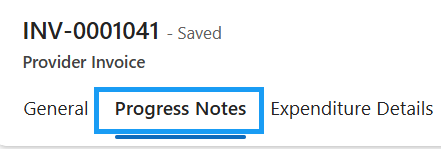 INV-0001041 - Saved
Provider Invoice
General Progress Notes Expenditure Details